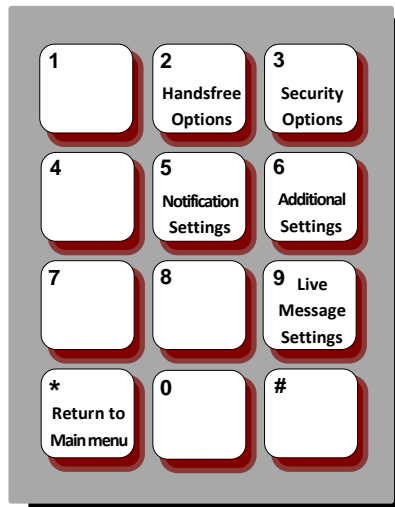 1
2
Handsfree
Options
3
Security
Options
4
5
Notification
Settings
6
Additional
Settings
7
8
9 Live
Message
Settings
*
Return to
Main menu
0
#